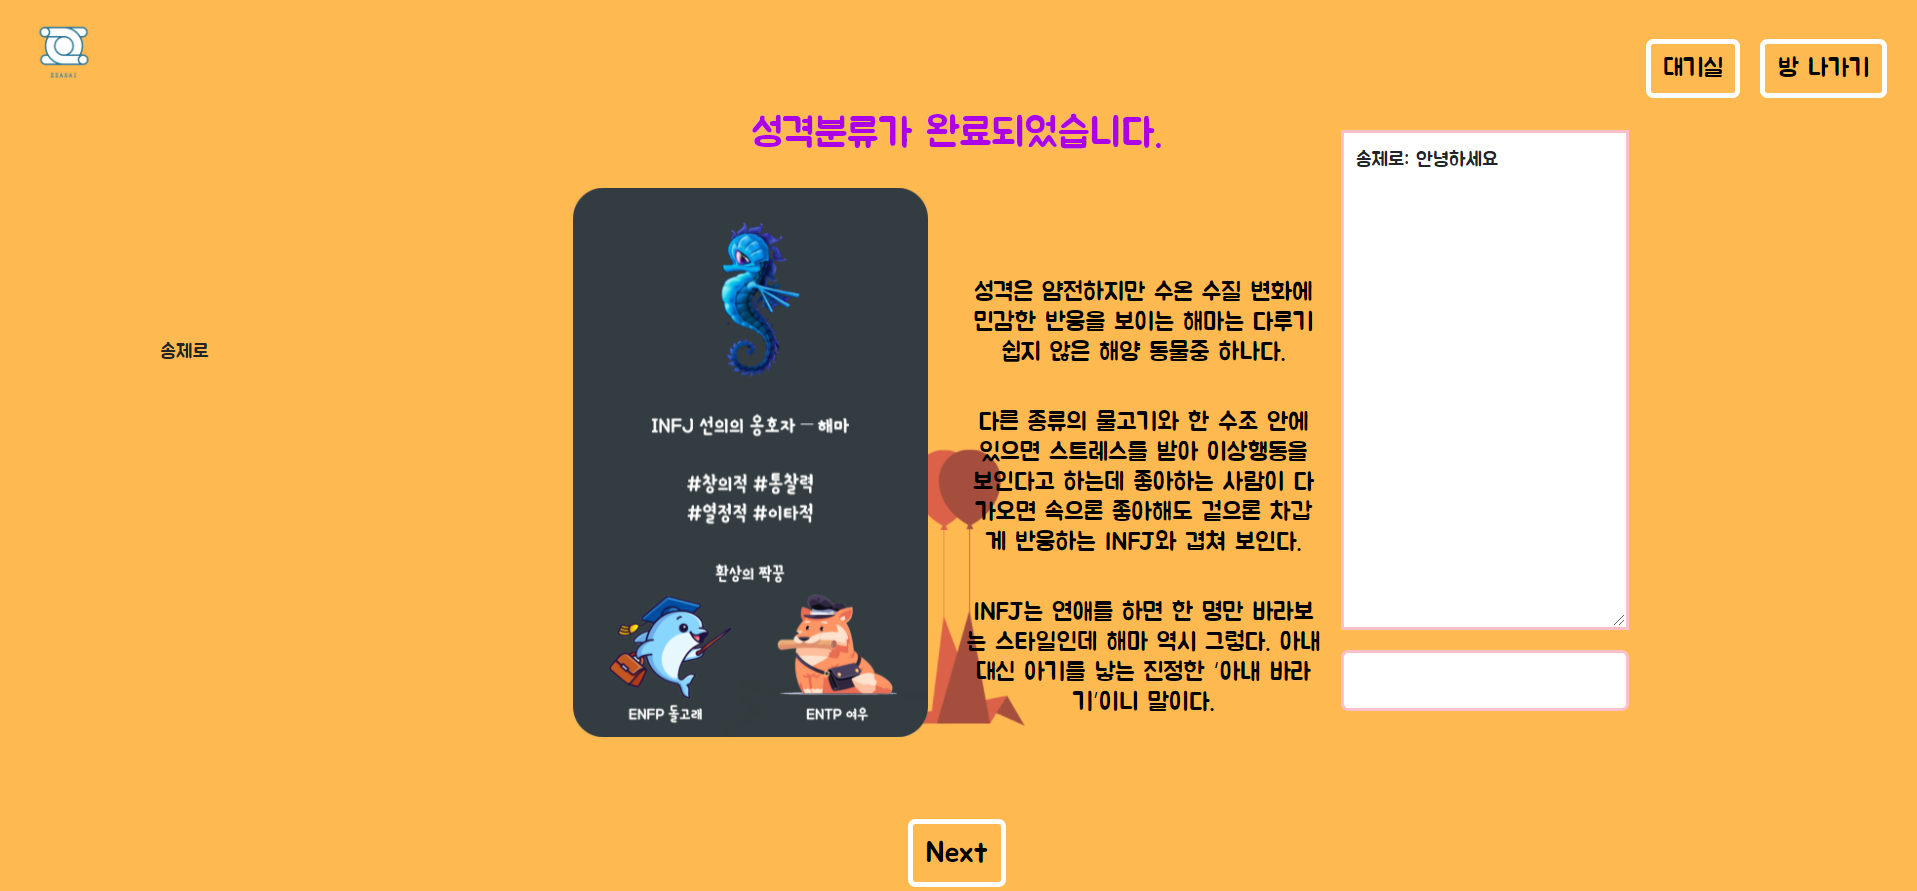 대기실
방 나가기
성격분류가 완료되었습니다.
송제로
INFJ 선의의 옹호자 – 해마
#창의적 #통찰력
#열정적 #이타적
환상의 짝꿍
ENFP 돌고래
ENTP 여우
성격은 얌전하지만 수온 수질 변화에
민감한 반응을 보이는 해마는 다루기
쉽지 않은 해양 동물중 하나다.
다른 종류의 물고기와 한 수조 안에
있으면 스트레스를 받아 이상행동을
보인다고 하는데 좋아하는 사람이 다
가오면 속으론 좋아해도 겉으론 차갑
게 반응하는 INFJ와 겹쳐 보인다.
INFJ는 연애를 하면 한 명만 바라보
는 스타일인데 해마 역시 그렇다. 아내
대신 아기를 낳는 진정한 '아내 바라
기'이니 말이다.
송제로: 안녕하세요
Next